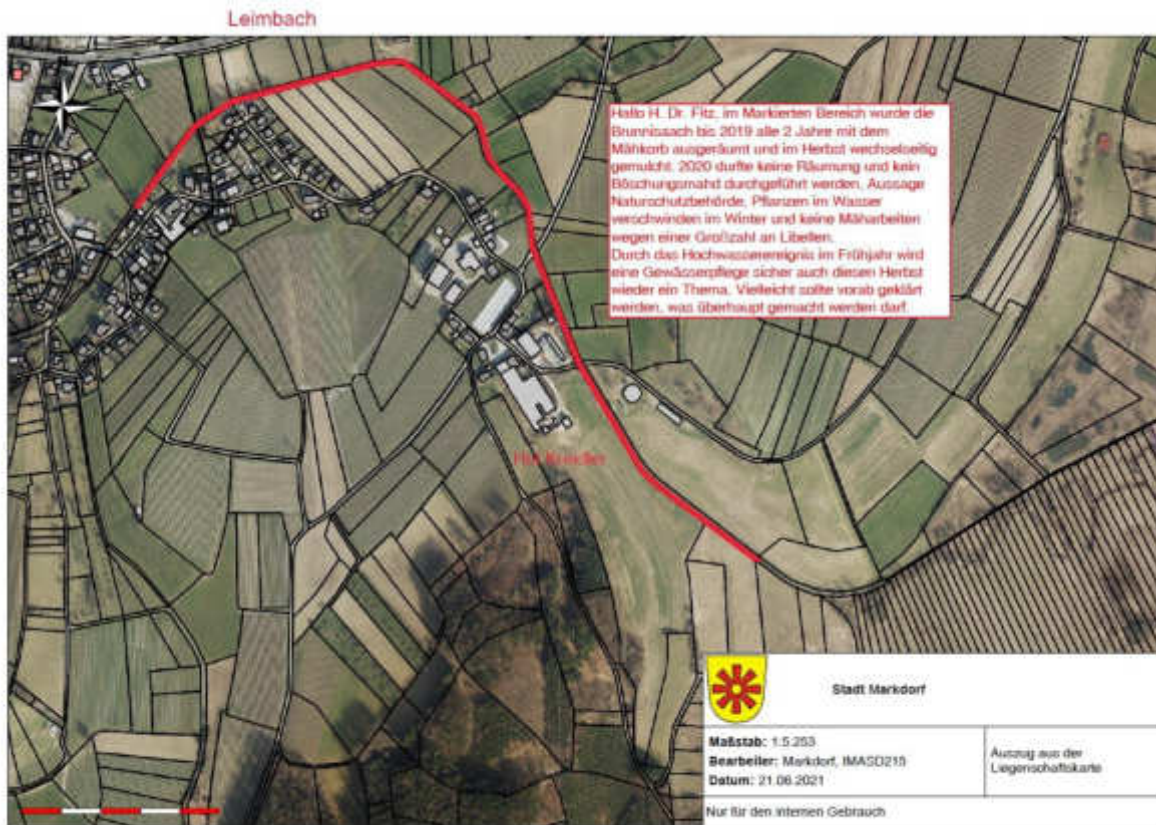 Leimbach
Hallo H. Dr. Fitz, im Markierten Bereich wurde die
Brunnissach bis 2019 alle 2 Jahre mit dem
Mähkorb ausgeräumt und im Herbst wechselseitig
gemulcht. 2020 durfte keine Räumung und kein
Böschungsmahd durchgeführt werden, Aussage
Naturschutzbehörde, Pflanzen im Wasser
verschwinden im Winter und keine Mäharbeiten
wegen einer Großzahl an Libellen.
Durch das Hochwasserereignis im Frühjahr wird
eine Gewässerpflege sicher auch diesen Herbst
wieder ein Thema. Vielleicht sollte vorab geklärt
werden, was überhaupt gemacht werden darf.
Stadt Markdorf
Maßstab: 1:5.253
Bearbeiter: Markdorf, IMASD215
Datum: 21.06.2021
Auszug aus der
Liegenschaftskarte
Nur für den internen Gebrauch